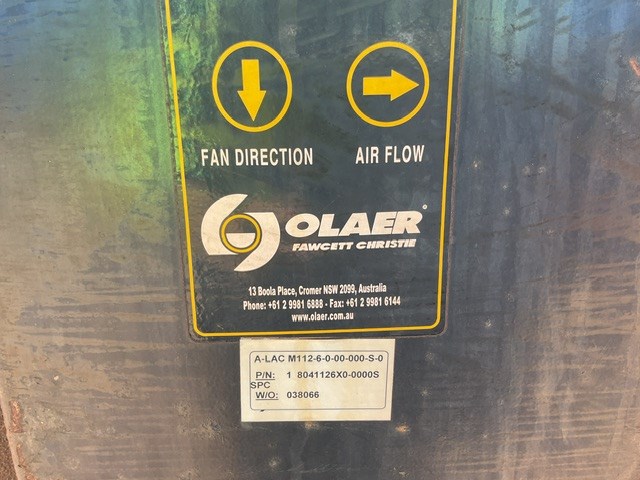 FAN DIRECTION AIR FLOW
OLAER
FAWCETT CHRISTIE
13 Boola Place, Cromer NSW 2099, Australia
Phone: +61 2 9981 6888 - Fax: +61 2 9981 6144
www.olaer.com.au
A-LAC M112-6-0-00-000-S-0
P/N: 1 8041126X0-0000S
SPC
W/O: 038066